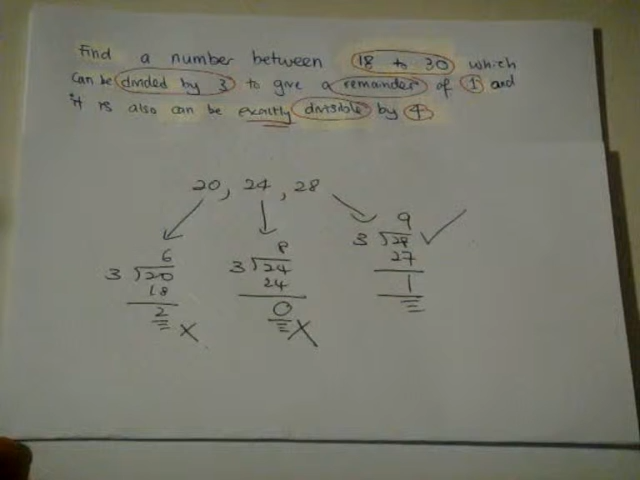 Find a number between 18 to 30 which
can be divided by 3 to give a remainder of 1 and
it is also can be exactly divisible by 4.
20, 24, 28
6
3 20
18
2
X
8
3 24
24
0
X
9
3 28
27
1
✓